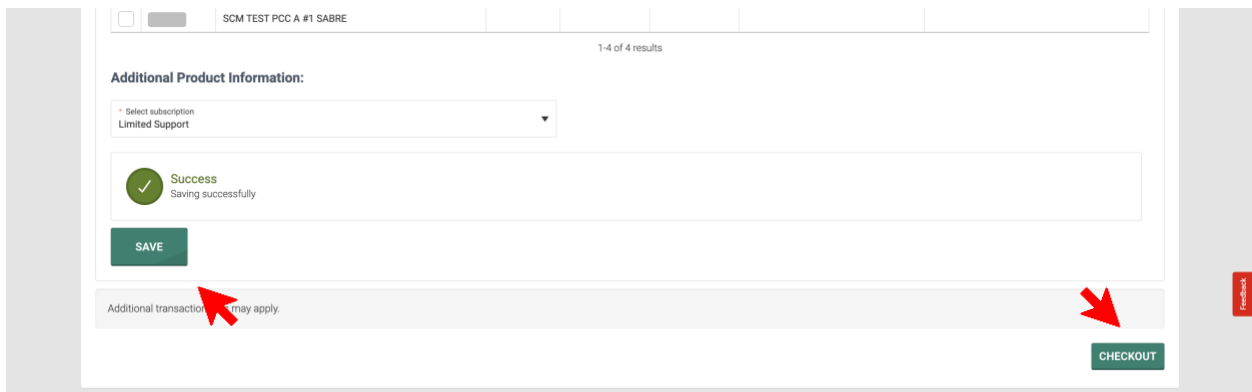 SCM TEST PCC A #1 SABRE
1-4 of 4 results
Additional Product Information:
* Select subscription
Limited Support
Success
Saving successfully
SAVE
Additional transaction may apply.
Feedback
CHECKOUT